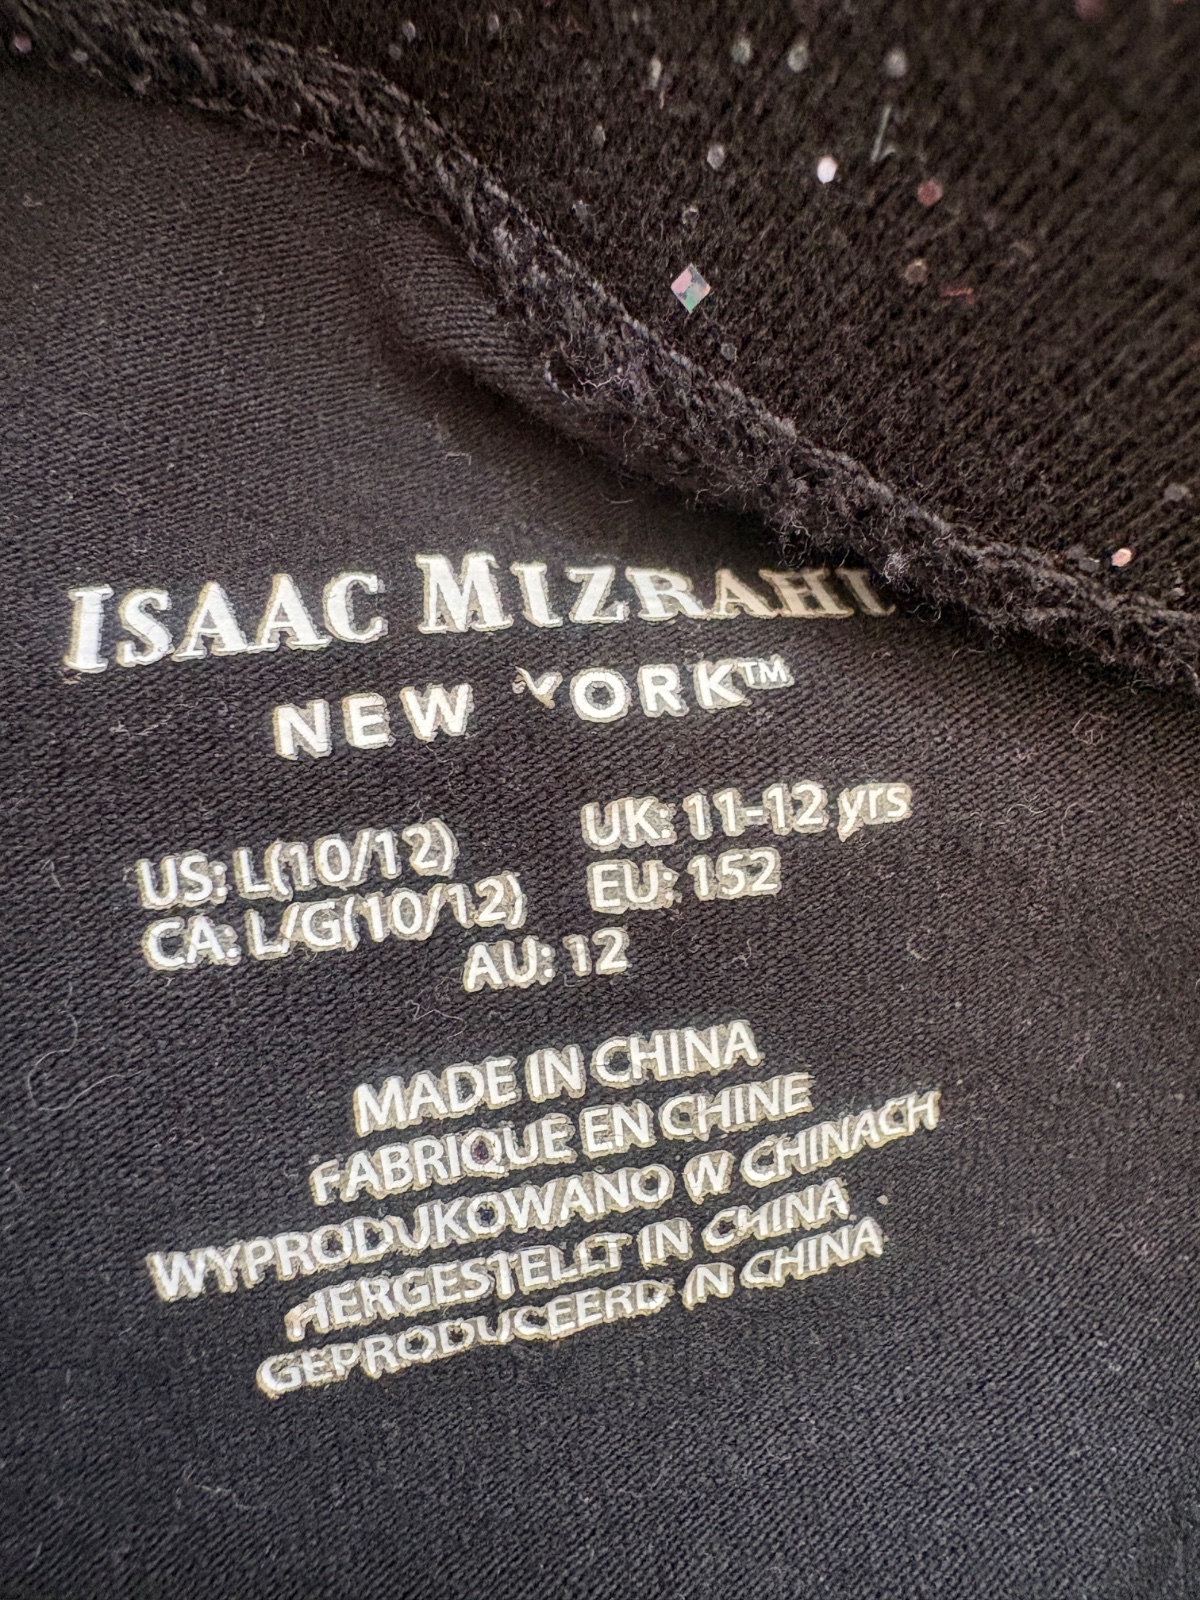 ISAAC MIZRAHI
NEW YORK™
US: L(10/12) UK: 11-12 yrs
CA: L/G(10/12) EU: 152
AU: 12
MADE IN CHINA
FABRIQUE EN CHINE
WYPRODUKOWANO W CHINACH
HERGESTELLT IN CHINA
GEPRODUCEERD IN CHINA